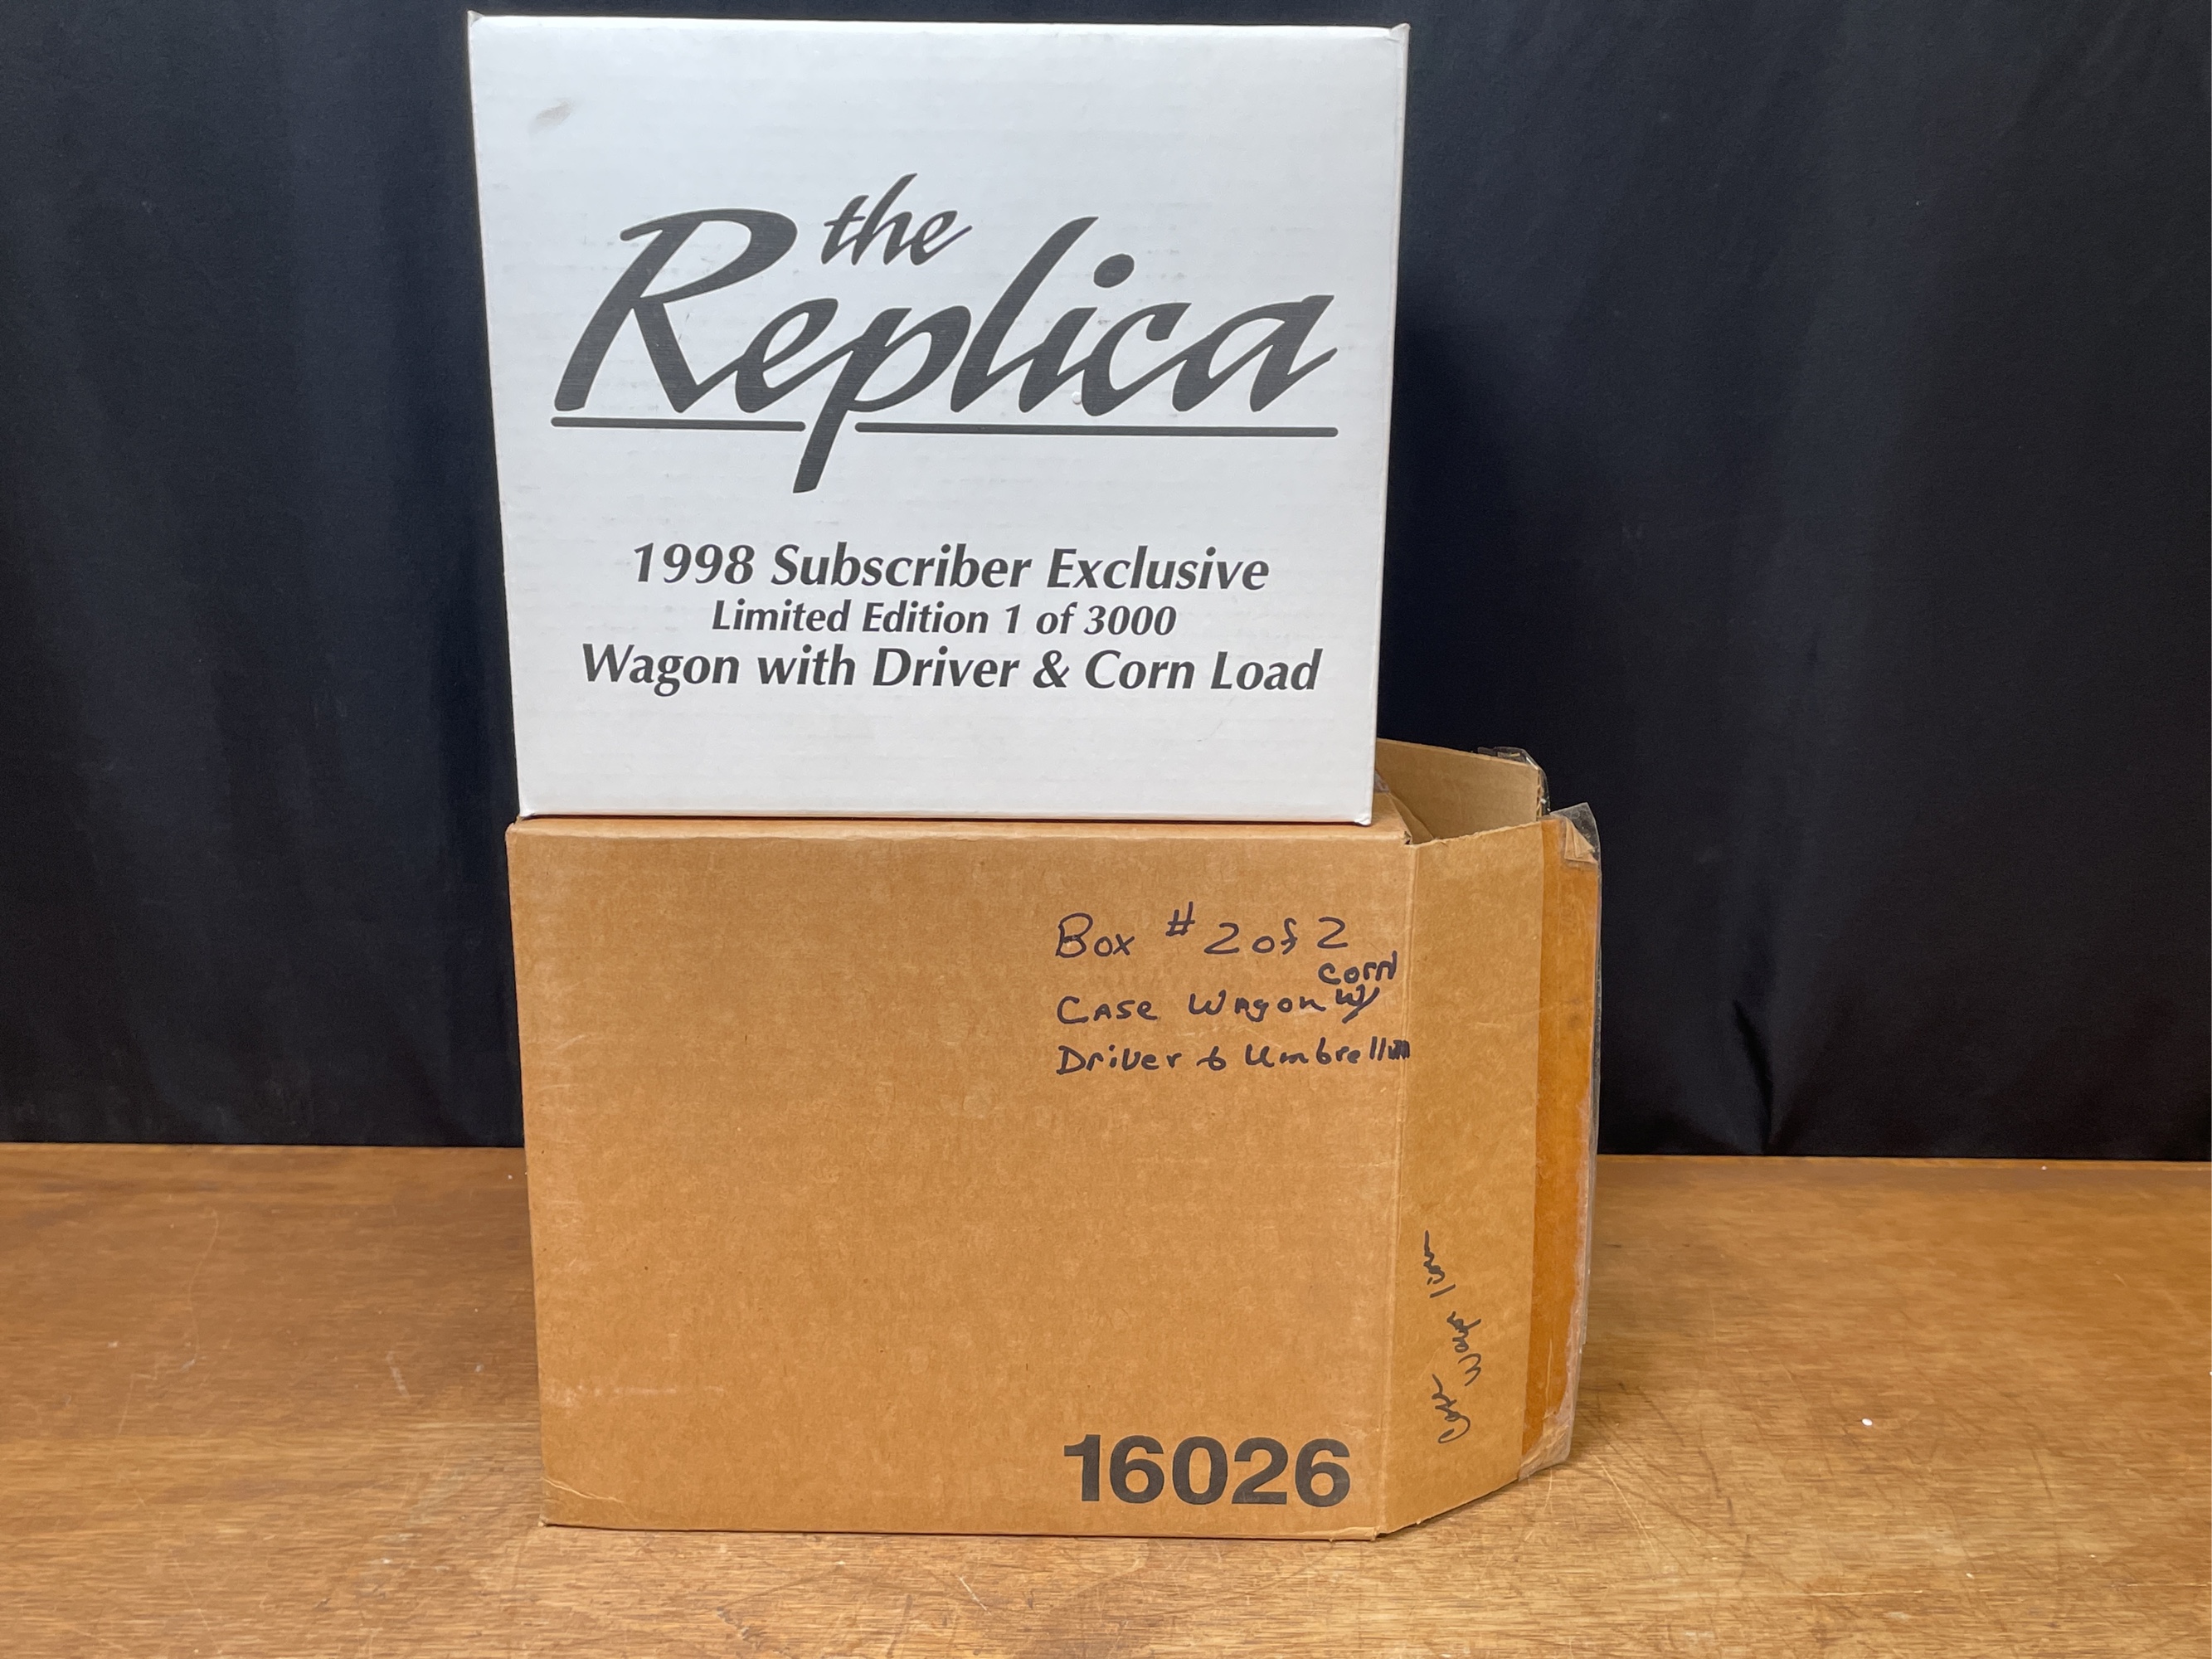 the
Replica
1998 Subscriber Exclusive
Limited Edition 1 of 3000
Wagon with Driver & Corn Load
Box # 2 of 2
corn
Case Wagon w/
Driver & Umbrella
16026